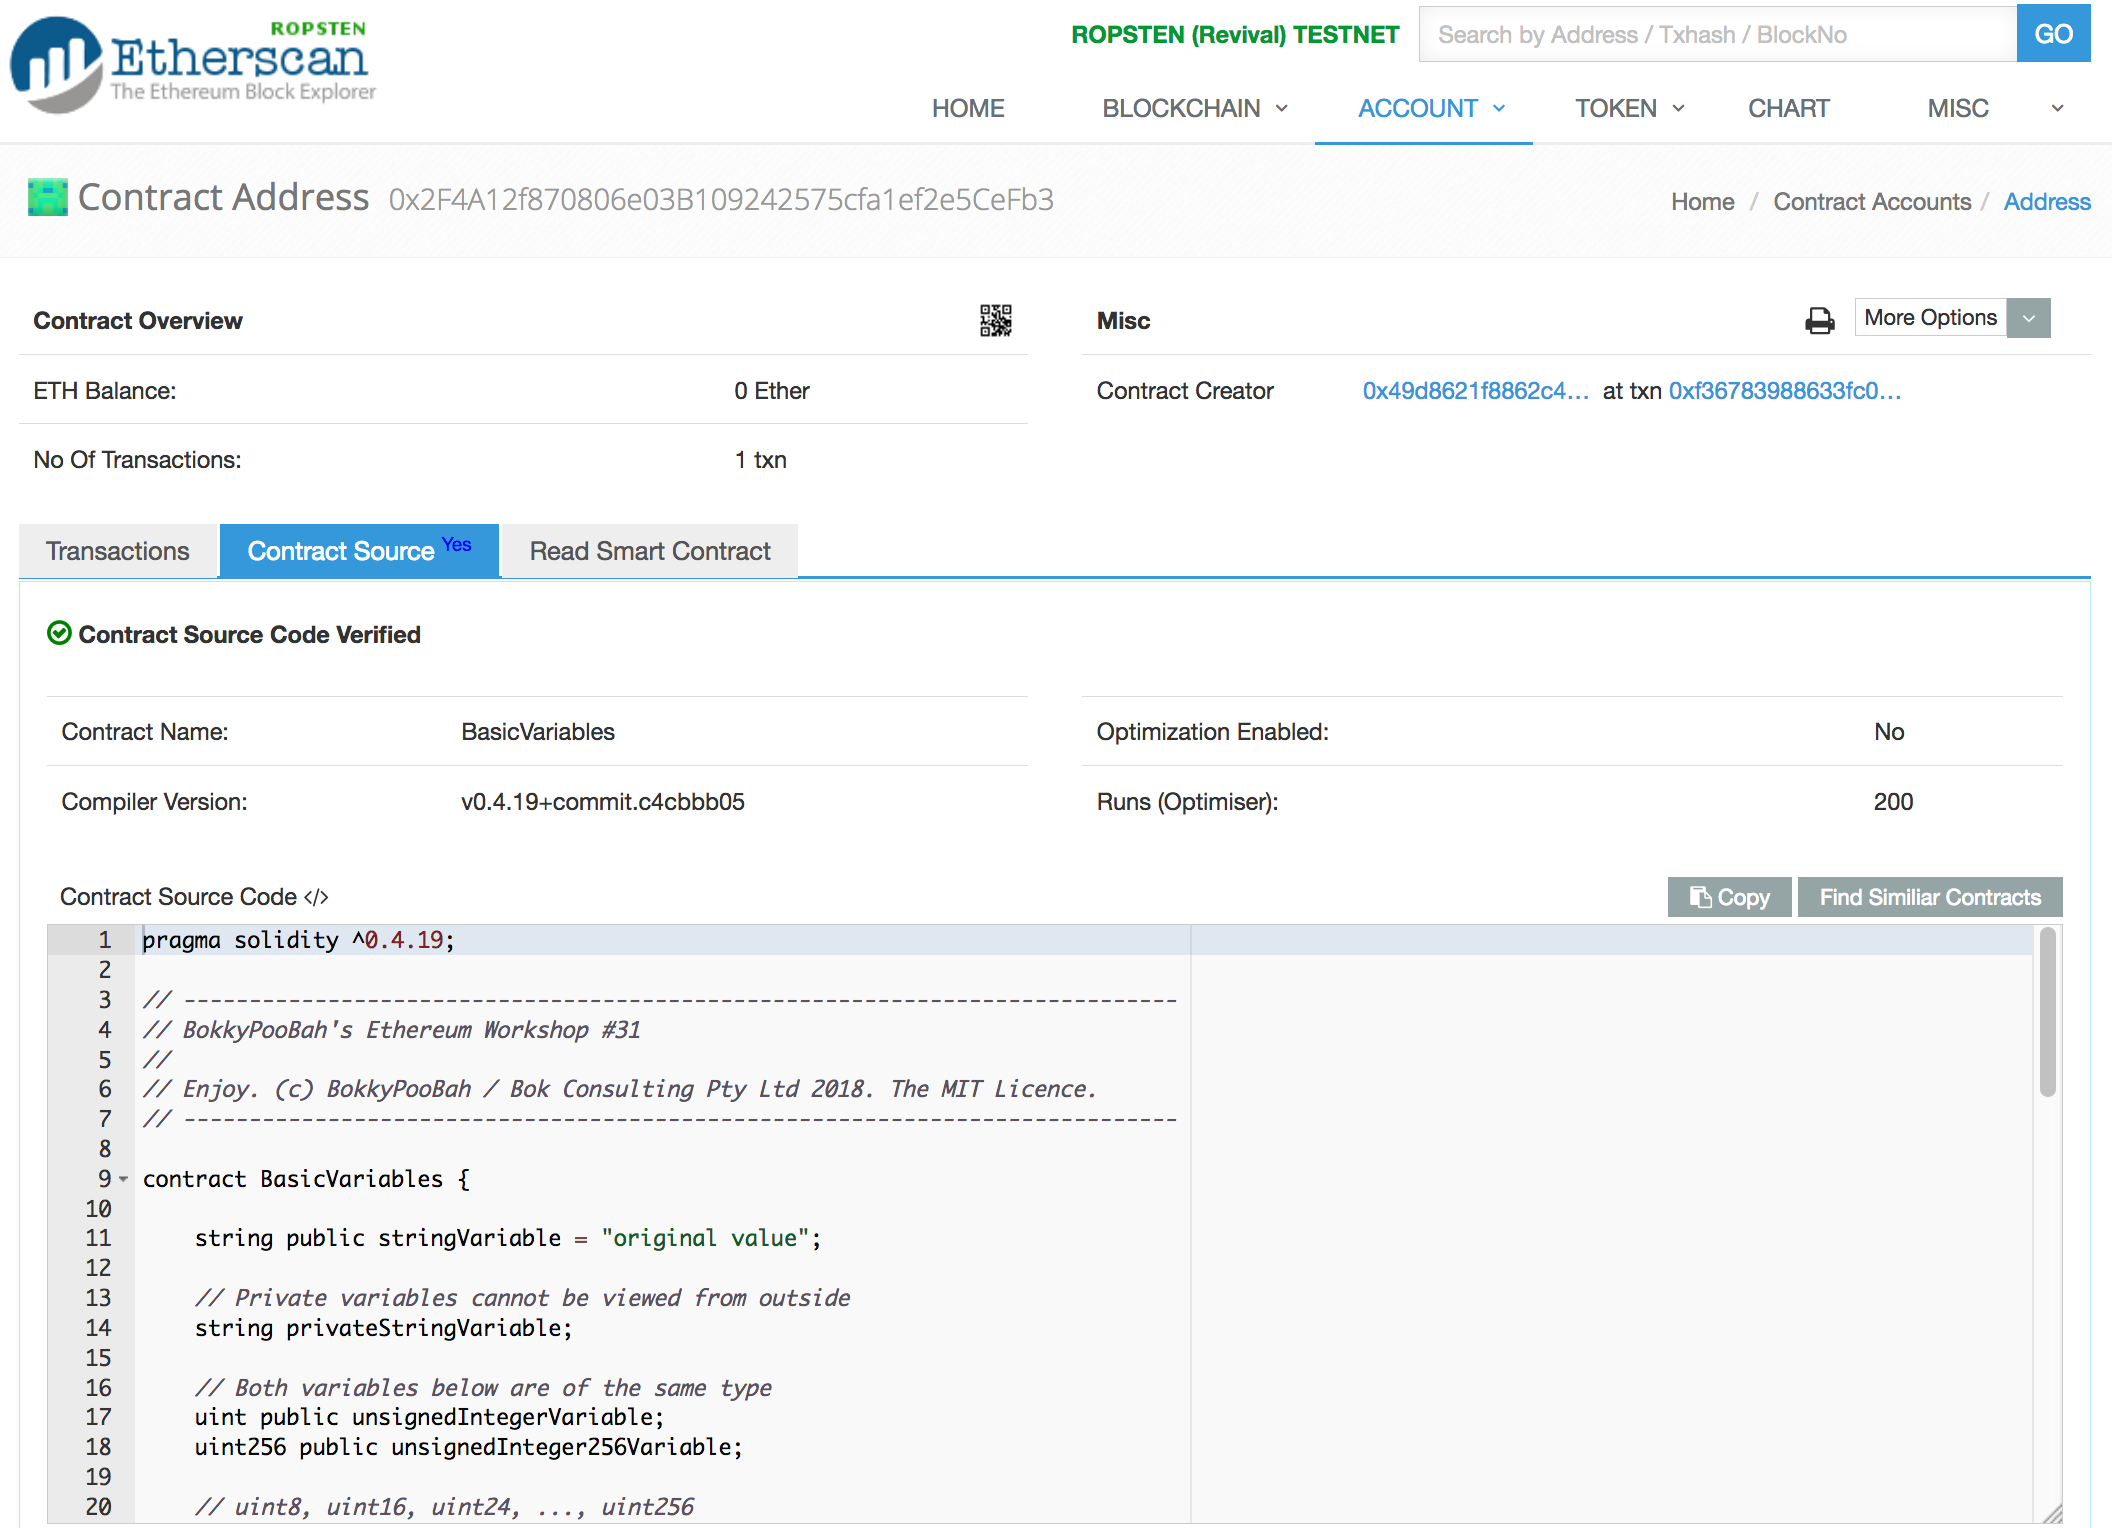 ROPSTEN
Etherscan
The Ethereum Block Explorer
ROPSTEN (Revival) TESTNET
Search by Address / Txhash / BlockNo
GO
HOME BLOCKCHAIN ACCOUNT TOKEN CHART MISC
Contract Address 0x2F4A12f870806e03B109242575cfa1ef2e5CeFb3
Home / Contract Accounts / Address
Contract Overview
Misc
More Options
ETH Balance: 0 Ether
Contract Creator 0x49d8621f8862c4... at txn 0xf36783988633fc0...
No Of Transactions: 1 txn
Transactions Contract Source Yes Read Smart Contract
Contract Source Code Verified
Contract Name: BasicVariables
Optimization Enabled: No
Compiler Version: v0.4.19+commit.c4cbbb05
Runs (Optimiser): 200
Contract Source Code </>
Copy Find Similiar Contracts
1 pragma solidity ^0.4.19;
2
3 // ----------------------------------------------------------------------------
4 // BokkyPooBah's Ethereum Workshop #31
5 //
6 // Enjoy. (c) BokkyPooBah / Bok Consulting Pty Ltd 2018. The MIT Licence.
7 // ----------------------------------------------------------------------------
8
9 contract BasicVariables {
10
11 string public stringVariable = "original value";
12
13 // Private variables cannot be viewed from outside
14 string privateStringVariable;
15
16 // Both variables below are of the same type
17 uint public unsignedIntegerVariable;
18 uint256 public unsignedInteger256Variable;
19
20 // uint8, uint16, uint24, ..., uint256